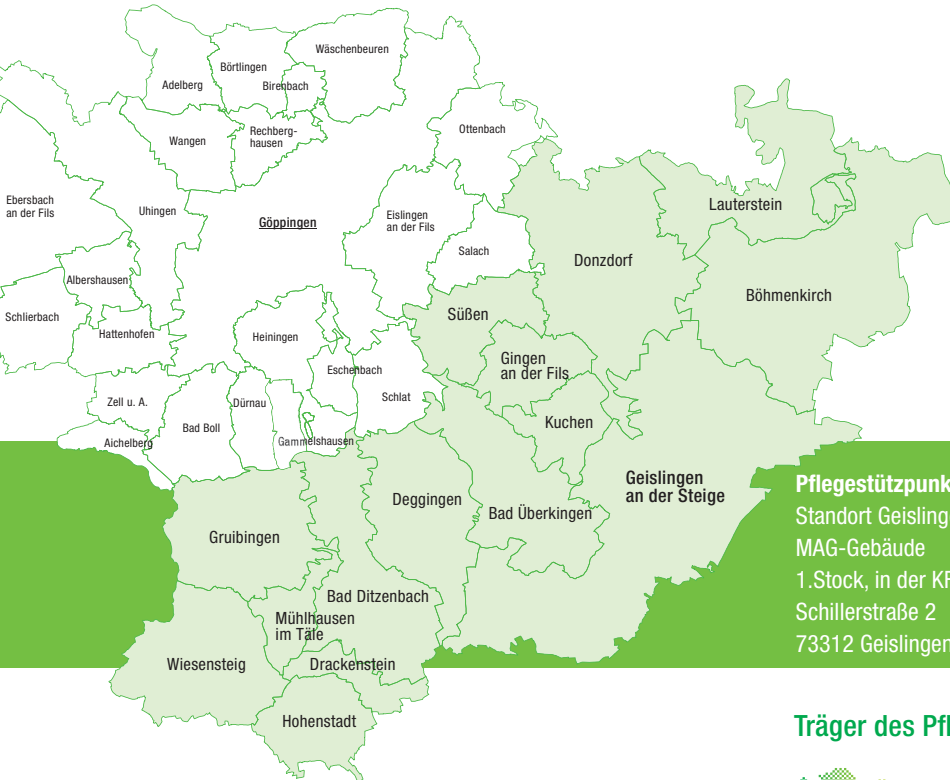 Wäschenbeuren
Börtlingen
Adelberg
Birenbach
Ottenbach
Rechberg-
hausen
Wangen
Ebersbach
an der Fils
Uhingen
Göppingen
Eislingen
an der Fils
Lauterstein
Salach
Donzdorf
Albershausen
Böhmenkirch
Schlierbach
Süßen
Hattenhofen
Heiningen
Gingen
an der Fils
Eschenbach
Schlat
Zell u. A.
Dürnau
Kuchen
Bad Boll
Aichelberg
Gammelshausen
Geislingen
an der Steige
Deggingen
Bad Überkingen
Gruibingen
Bad Ditzenbach
Mühlhausen
im Täle
Wiesensteig
Drackenstein
Hohenstadt
Pflegestützpunk
Standort Geisling
MAG-Gebäude
1.Stock, in der
Schillerstraße 2
73312 Geislingen
Träger des Pfl